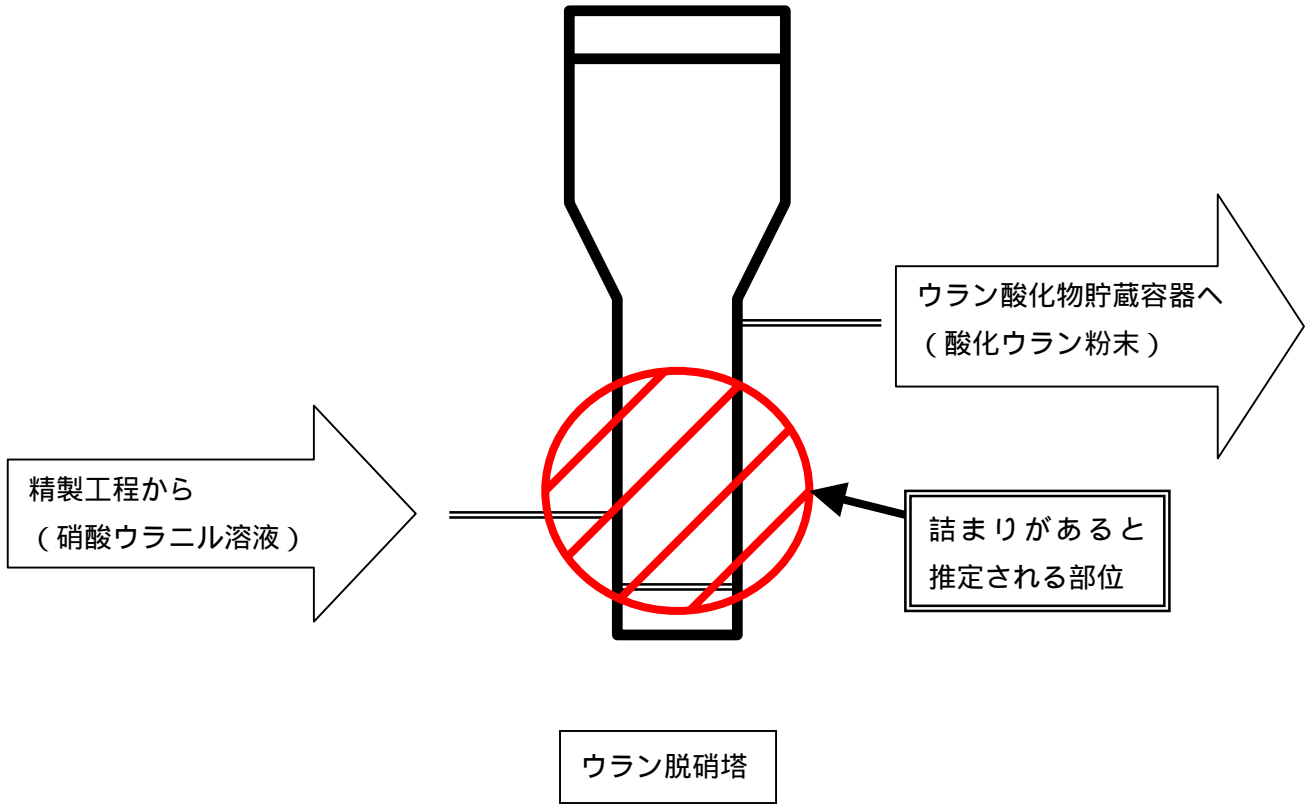 ウラン酸化物貯蔵容器へ
（酸化ウラン粉末）
精製工程から
（硝酸ウラニル溶液）
詰まりがあると
推定される部位
ウラン脱硝塔